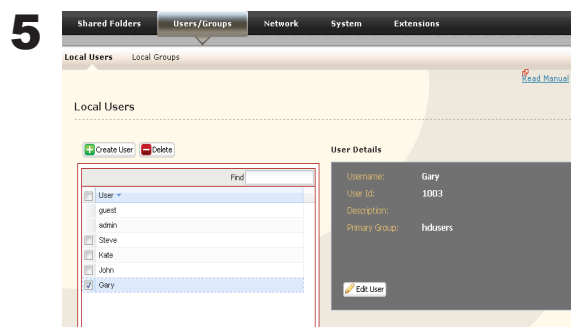 5
Shared Folders Users/Groups Network System Extensions
Local Users Local Groups
Read Manual
Local Users
Create User Delete
User Details
Find
User
guest
admin
Steve
Kate
John
Gary
Username: Gary
User Id: 1003
Description:
Primary Group: hdusers
Edit User